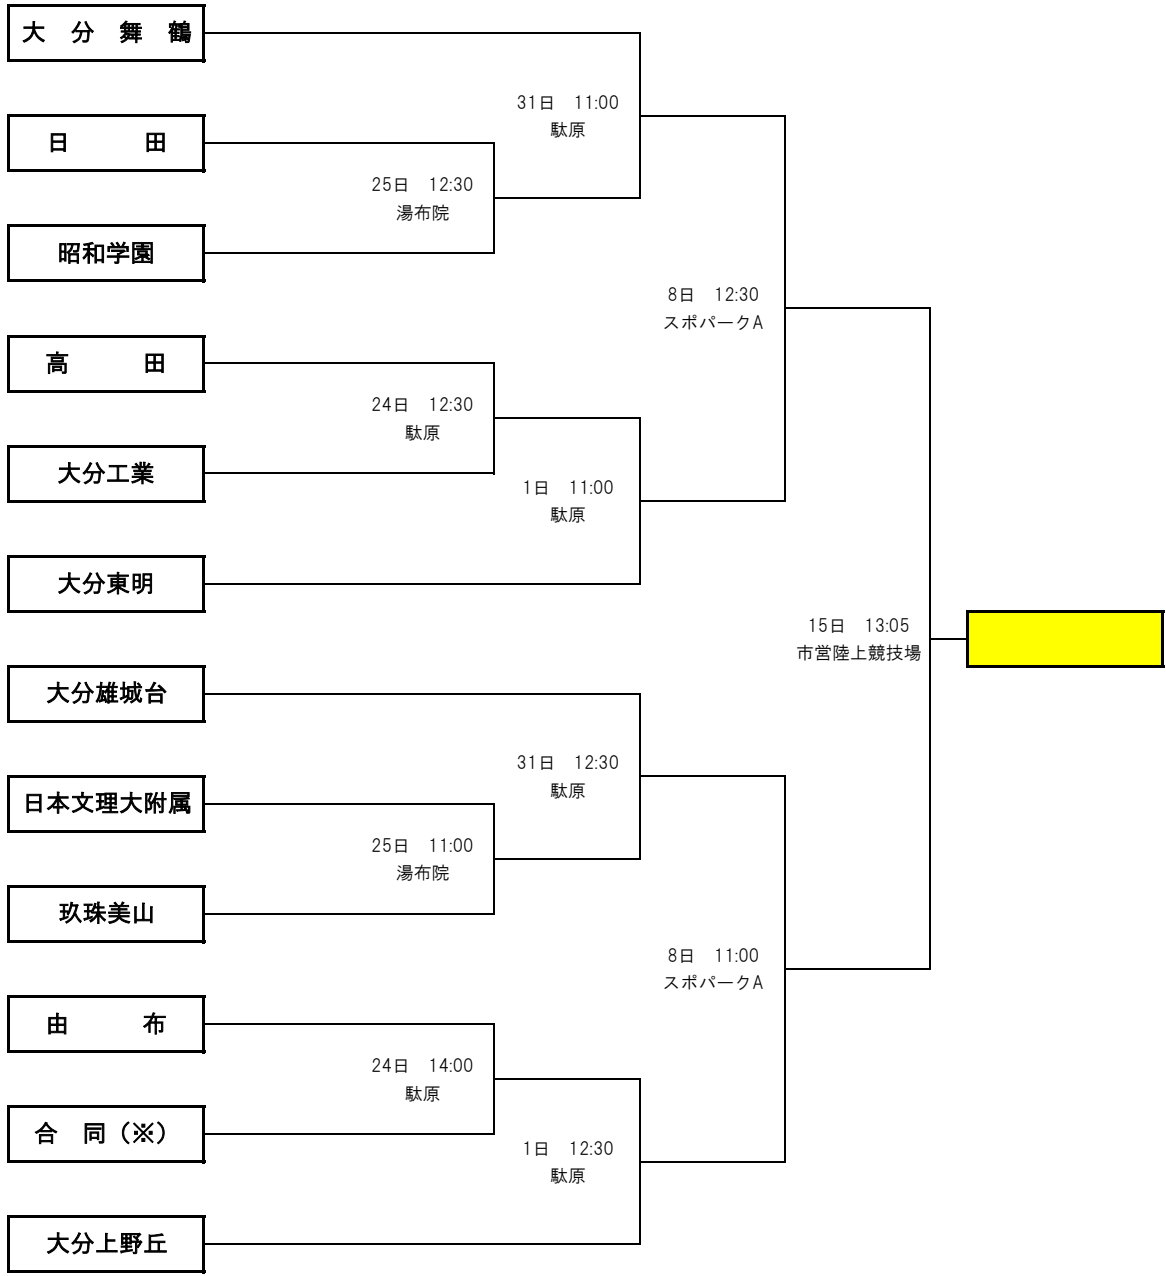 大　分　舞　鶴
31日　11:00
駄原
日　　　田
25日　12:30
湯布院
昭和学園
8日　12:30
スポパークA
高　　　田
24日　12:30
駄原
大分工業
1日　11:00
駄原
大分東明
15日　13:05
市営陸上競技場
大分雄城台
31日　12:30
駄原
日本文理大附属
25日　11:00
湯布院
玖珠美山
8日　11:00
スポパークA
由　　　布
24日　14:00
駄原
合　同（※）
1日　12:30
駄原
大分上野丘